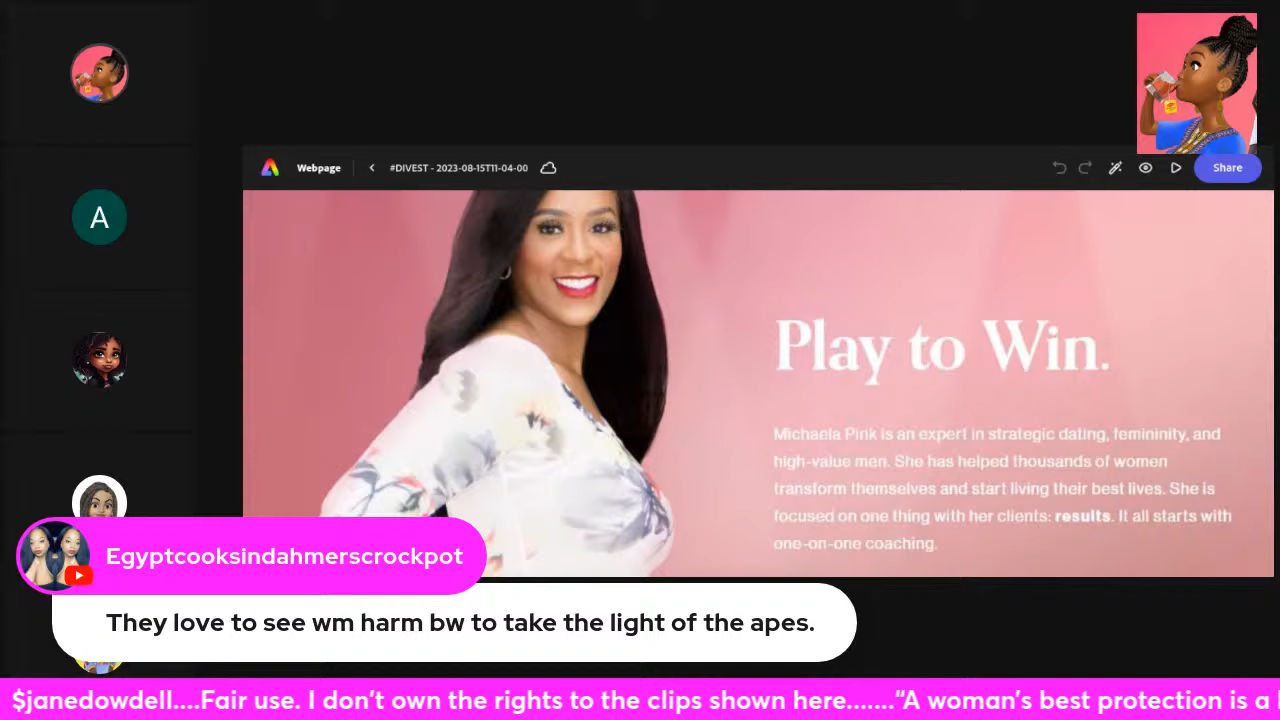 Webpage
#DIVEST - 2023-08-15T11-04-00
Share
A
Play to Win.
Michaela Pink is an expert in strategic dating, femininity, and
high-value men. She has helped thousands of women
transform themselves and start living their best lives. She is
focused on one thing with her clients: results. It all starts with
one-on-one coaching.
Egyptcooksindahmerscrockpot
They love to see wm harm bw to take the light of the apes.
$janedowdell....Fair use. I don't own the rights to the clips shown here.......“A woman's best protection is a